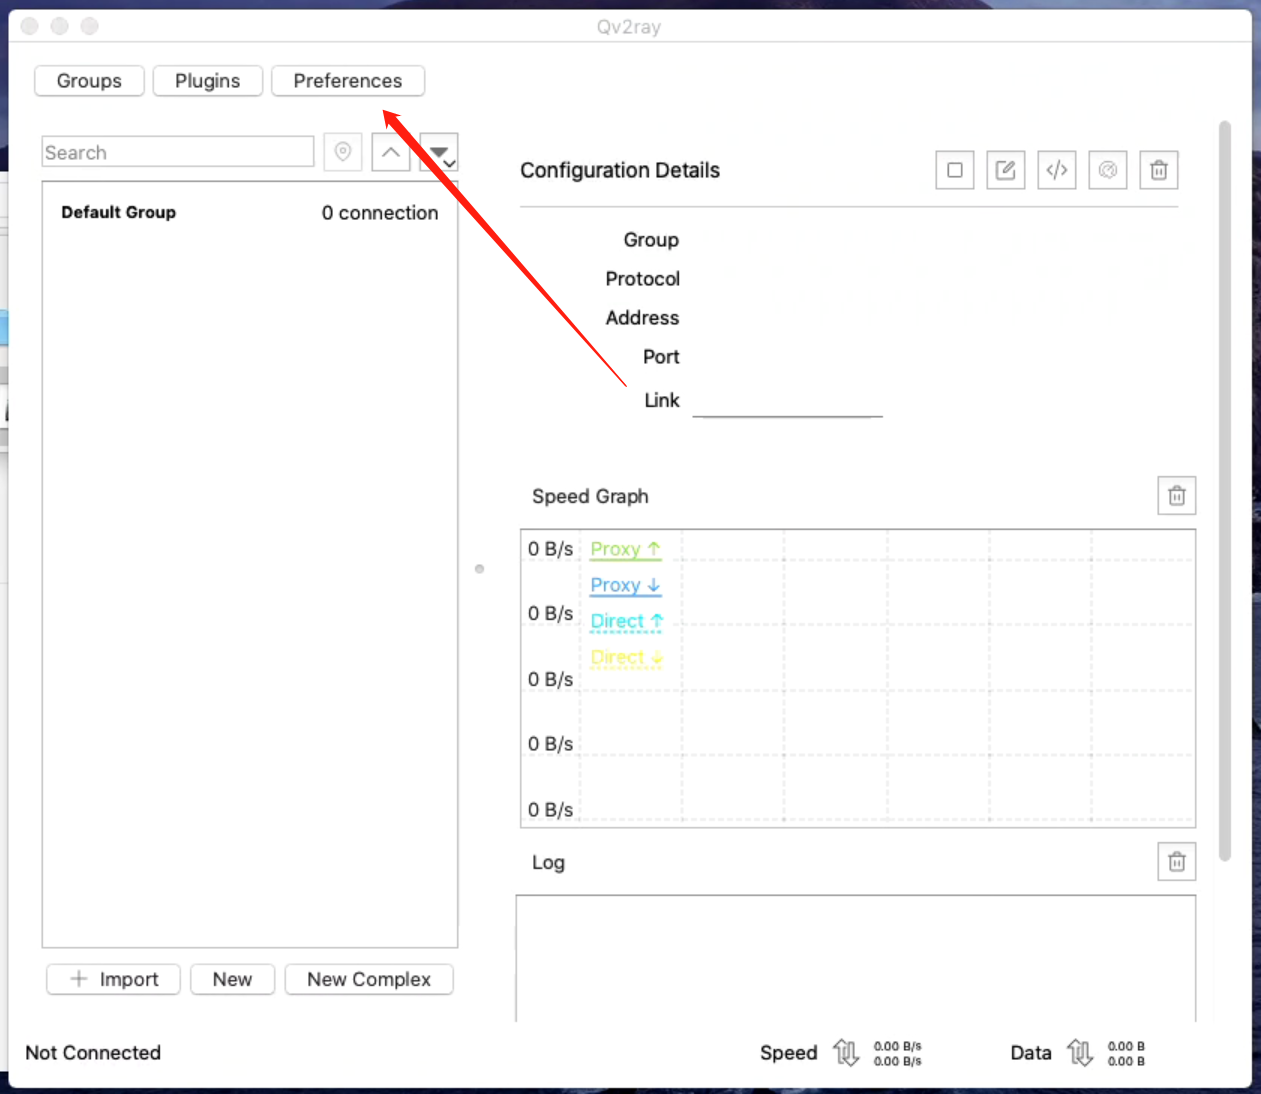 Qv2ray
Groups Plugins Preferences
Search
Default Group 0 connection
Import New New Complex
Configuration Details
Group
Protocol
Address
Port
Link
Speed Graph
0 B/s Proxy ↑
Proxy ↓
0 B/s Direct ↑
Direct ↓
0 B/s
0 B/s
0 B/s
Log
Not Connected
Speed 0.00 B/s
0.00 B/s
Data 0.00 B
0.00 B